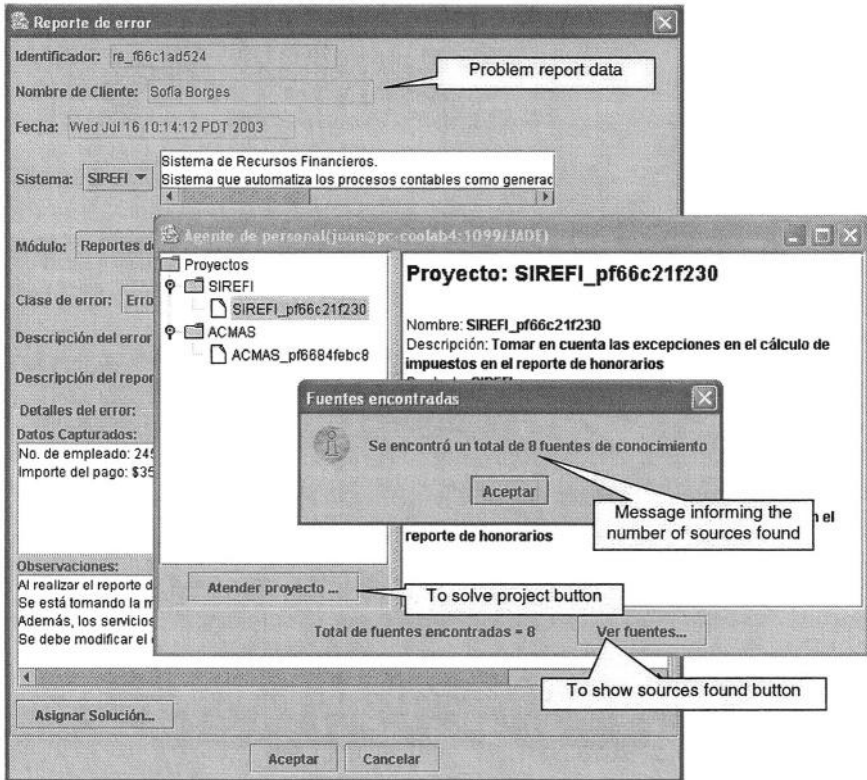 Reporte de error
Identificador: re_f66c1ad524
Problem report data
Nombre de Cliente: Sofía Borges
Fecha: Wed Jul 16 10:14:12 PDT 2003
Sistema: SIREFI
Sistema de Recursos Financieros.
Sistema que automatiza los procesos contables como generac
Módulo: Reportes de
Clase de error: Erro
Descripción del error
Descripción del repor
Detalles del error:
Datos Capturados:
No. de empleado: 245
Importe del pago: $35
Observaciones:
Al realizar el reporte d
Se está tomando la m
Además, los servicios
Se debe modificar el
Asignar Solución...
Aceptar Cancelar
Agente de personal(juan@pc-coolab4:1099/JADE)
Proyectos
SIREFI
SIREFI_pf66c21f230
ACMAS
ACMAS_pf6684febc8
Proyecto: SIREFI_pf66c21f230
Nombre: SIREFI_pf66c21f230
Descripción: Tomar en cuenta las excepciones en el cálculo de
impuestos en el reporte de honorarios
SIREFI
en el
reporte de honorarios
Atender proyecto ...
To solve project button
Total de fuentes encontradas = 8 Ver fuentes...
To show sources found button
Fuentes encontradas
Se encontró un total de 8 fuentes de conocimiento
Aceptar
Message informing the
number of sources found